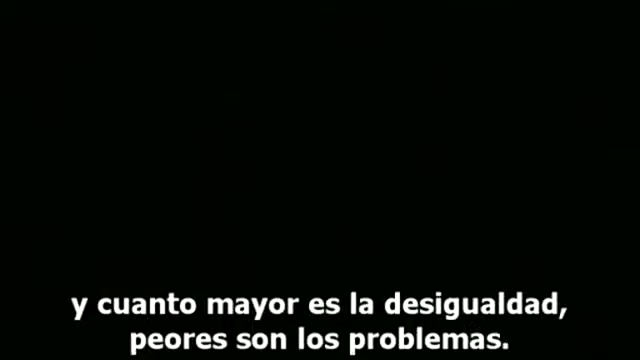 y cuanto mayor es la desigualdad,
peores son los problemas.